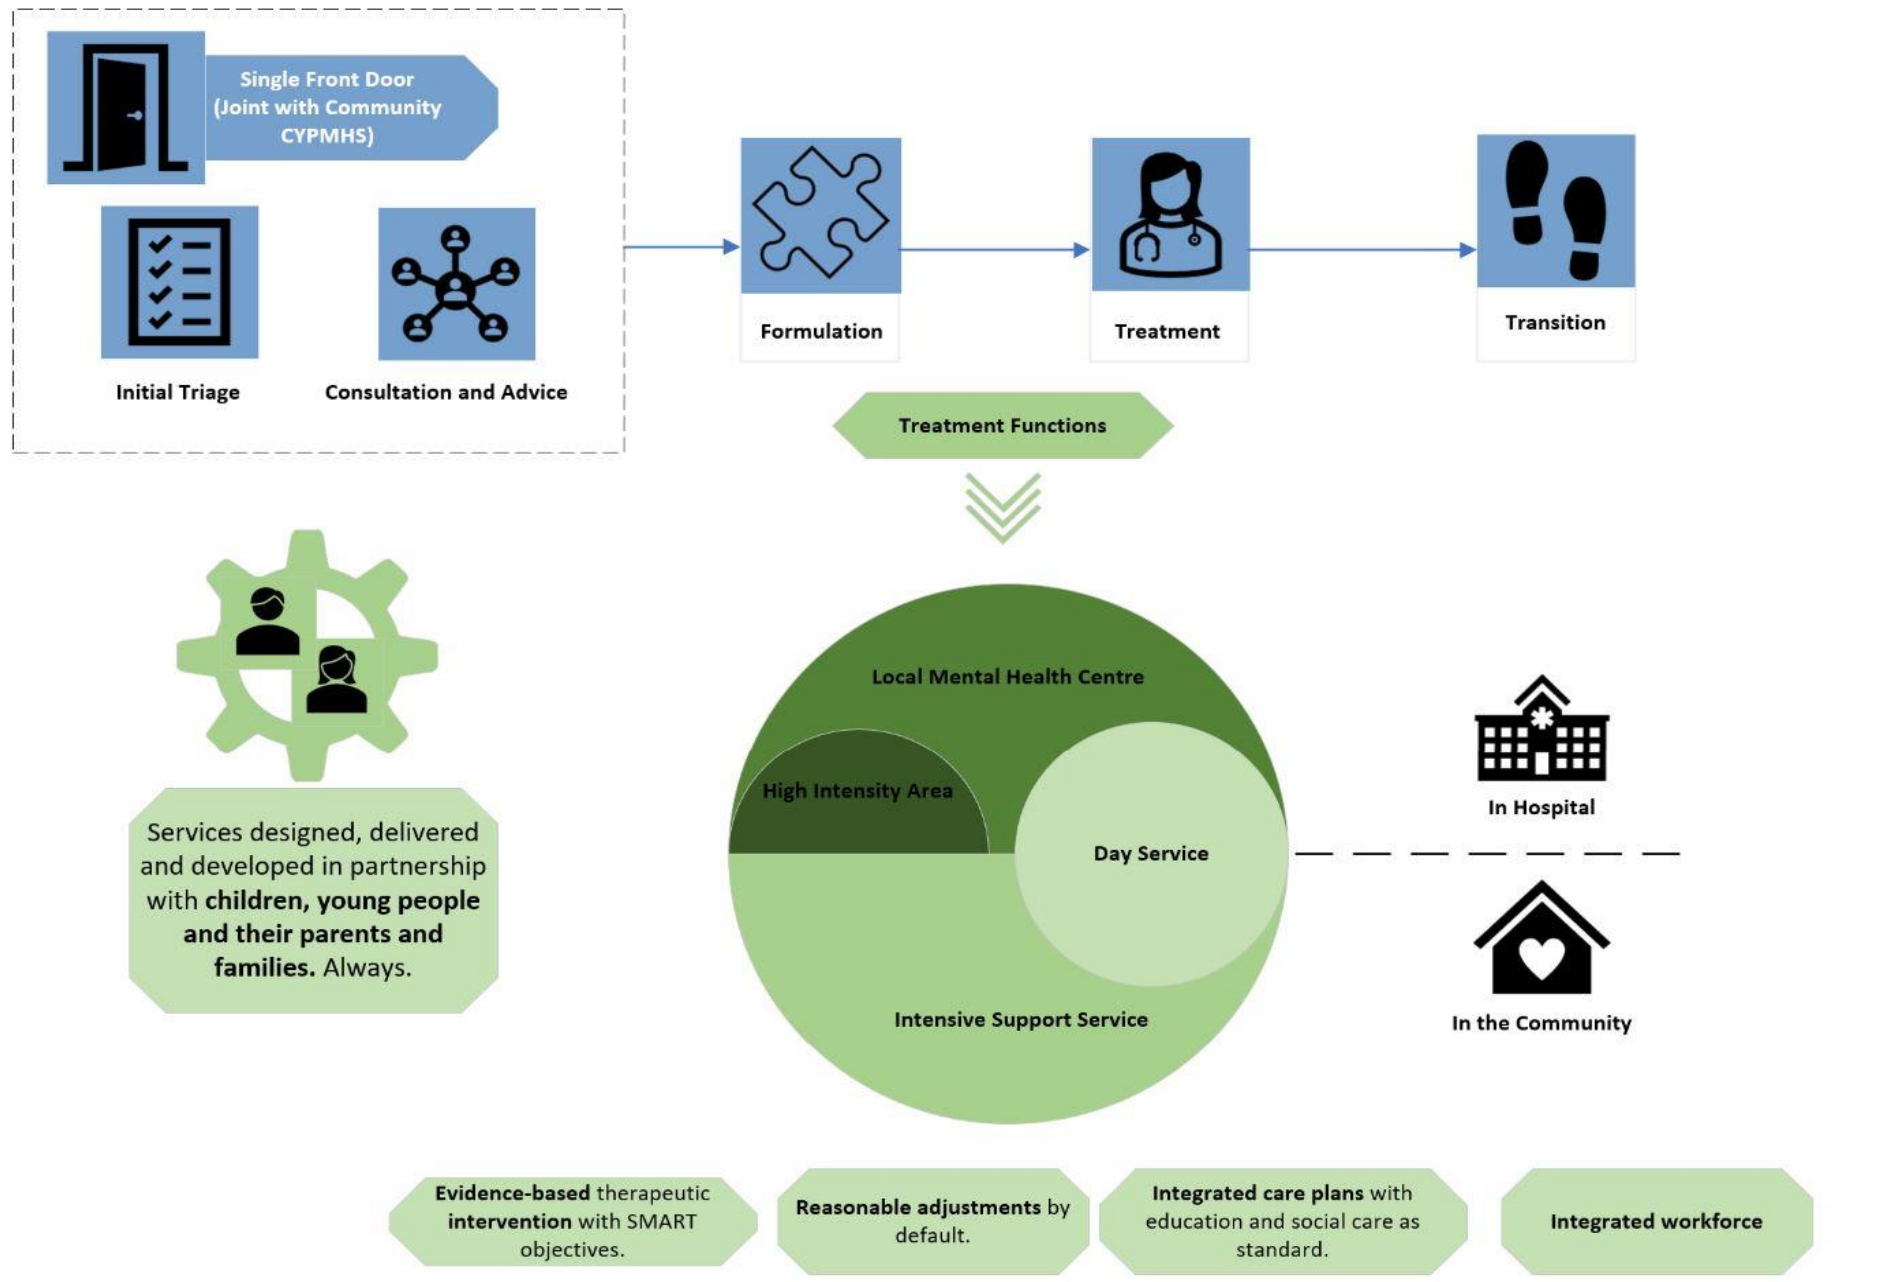 Single Front Door
(Joint with Community
CYPMHS)
Initial Triage
Consultation and Advice
Formulation
Treatment
Transition
Treatment Functions
Services designed, delivered
and developed in partnership
with children, young people
and their parents and
families. Always.
Local Mental Health Centre
High Intensity Area
Day Service
Intensive Support Service
In Hospital
In the Community
Evidence-based therapeutic
intervention with SMART
objectives.
Reasonable adjustments by
default.
Integrated care plans with
education and social care as
standard.
Integrated workforce